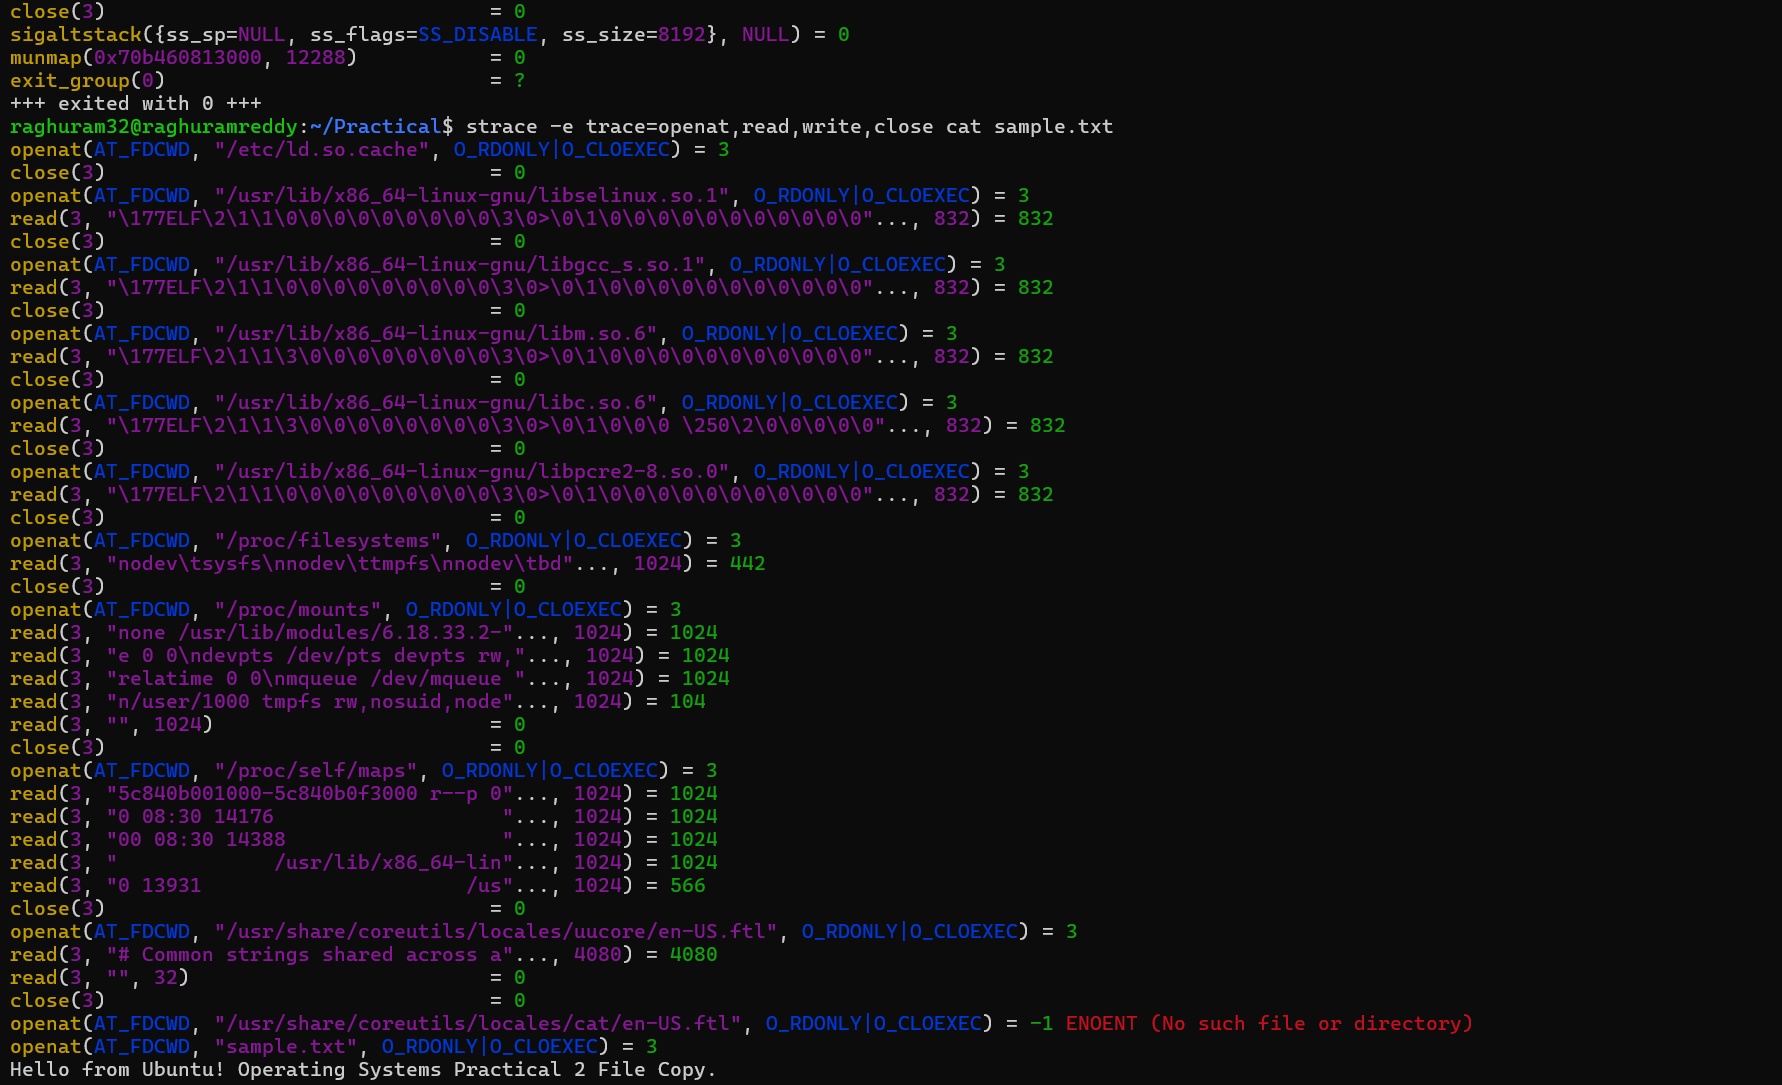 close(3)                                = 0
sigaltstack({ss_sp=NULL, ss_flags=SS_DISABLE, ss_size=8192}, NULL) = 0
munmap(0x70b460813000, 12288)           = 0
exit_group(0)                           = ?
+++ exited with 0 +++
raghuram32@raghuramreddy:~/Practical$ strace -e trace=openat,read,write,close cat sample.txt
openat(AT_FDCWD, "/etc/ld.so.cache", O_RDONLY|O_CLOEXEC) = 3
close(3)                                = 0
openat(AT_FDCWD, "/usr/lib/x86_64-linux-gnu/libselinux.so.1", O_RDONLY|O_CLOEXEC) = 3
read(3, "\177ELF\2\1\1\0\0\0\0\0\0\0\0\0\3\0>\0\1\0\0\0\0\0\0\0\0\0\0\0"..., 832) = 832
close(3)                                = 0
openat(AT_FDCWD, "/usr/lib/x86_64-linux-gnu/libgcc_s.so.1", O_RDONLY|O_CLOEXEC) = 3
read(3, "\177ELF\2\1\1\0\0\0\0\0\0\0\0\0\3\0>\0\1\0\0\0\0\0\0\0\0\0\0\0"..., 832) = 832
close(3)                                = 0
openat(AT_FDCWD, "/usr/lib/x86_64-linux-gnu/libm.so.6", O_RDONLY|O_CLOEXEC) = 3
read(3, "\177ELF\2\1\1\3\0\0\0\0\0\0\0\0\3\0>\0\1\0\0\0\0\0\0\0\0\0\0\0"..., 832) = 832
close(3)                                = 0
openat(AT_FDCWD, "/usr/lib/x86_64-linux-gnu/libc.so.6", O_RDONLY|O_CLOEXEC) = 3
read(3, "\177ELF\2\1\1\3\0\0\0\0\0\0\0\0\3\0>\0\1\0\0\0 \250\2\0\0\0\0\0"..., 832) = 832
close(3)                                = 0
openat(AT_FDCWD, "/usr/lib/x86_64-linux-gnu/libpcre2-8.so.0", O_RDONLY|O_CLOEXEC) = 3
read(3, "\177ELF\2\1\1\0\0\0\0\0\0\0\0\0\3\0>\0\1\0\0\0\0\0\0\0\0\0\0\0"..., 832) = 832
close(3)                                = 0
openat(AT_FDCWD, "/proc/filesystems", O_RDONLY|O_CLOEXEC) = 3
read(3, "nodev\tsysfs\nnodev\ttmpfs\nnodev\tbd"..., 1024) = 442
close(3)                                = 0
openat(AT_FDCWD, "/proc/mounts", O_RDONLY|O_CLOEXEC) = 3
read(3, "none /usr/lib/modules/6.18.33.2-"..., 1024) = 1024
read(3, "e 0 0\ndevpts /dev/pts devpts rw,"..., 1024) = 1024
read(3, "relatime 0 0\nmqueue /dev/mqueue "..., 1024) = 1024
read(3, "n/user/1000 tmpfs rw,nosuid,node"..., 1024) = 104
read(3, "", 1024)                       = 0
close(3)                                = 0
openat(AT_FDCWD, "/proc/self/maps", O_RDONLY|O_CLOEXEC) = 3
read(3, "5c840b001000-5c840b0f3000 r--p 0"..., 1024) = 1024
read(3, "0 08:30 14176                   "..., 1024) = 1024
read(3, "00 08:30 14388                  "..., 1024) = 1024
read(3, "             /usr/lib/x86_64-lin"..., 1024) = 1024
read(3, "0 13931                      /us"..., 1024) = 566
close(3)                                = 0
openat(AT_FDCWD, "/usr/share/coreutils/locales/uucore/en-US.ftl", O_RDONLY|O_CLOEXEC) = 3
read(3, "# Common strings shared across a"..., 4080) = 4080
read(3, "", 32)                         = 0
close(3)                                = 0
openat(AT_FDCWD, "/usr/share/coreutils/locales/cat/en-US.ftl", O_RDONLY|O_CLOEXEC) = -1 ENOENT (No such file or directory)
openat(AT_FDCWD, "sample.txt", O_RDONLY|O_CLOEXEC) = 3
Hello from Ubuntu! Operating Systems Practical 2 File Copy.